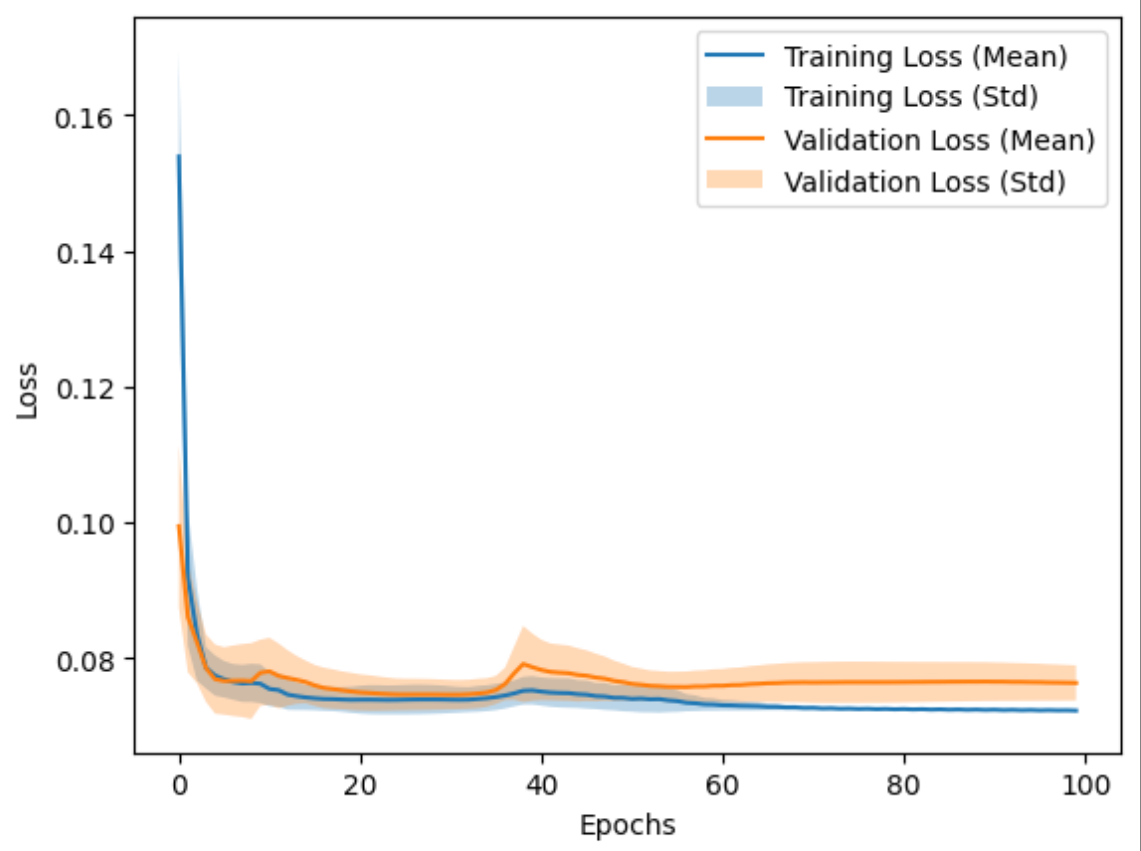 Training Loss (Mean)
Training Loss (Std)
Validation Loss (Mean)
Validation Loss (Std)
0.16
0.14
0.12
0.10
0.08
Loss
0 20 40 60 80 100
Epochs